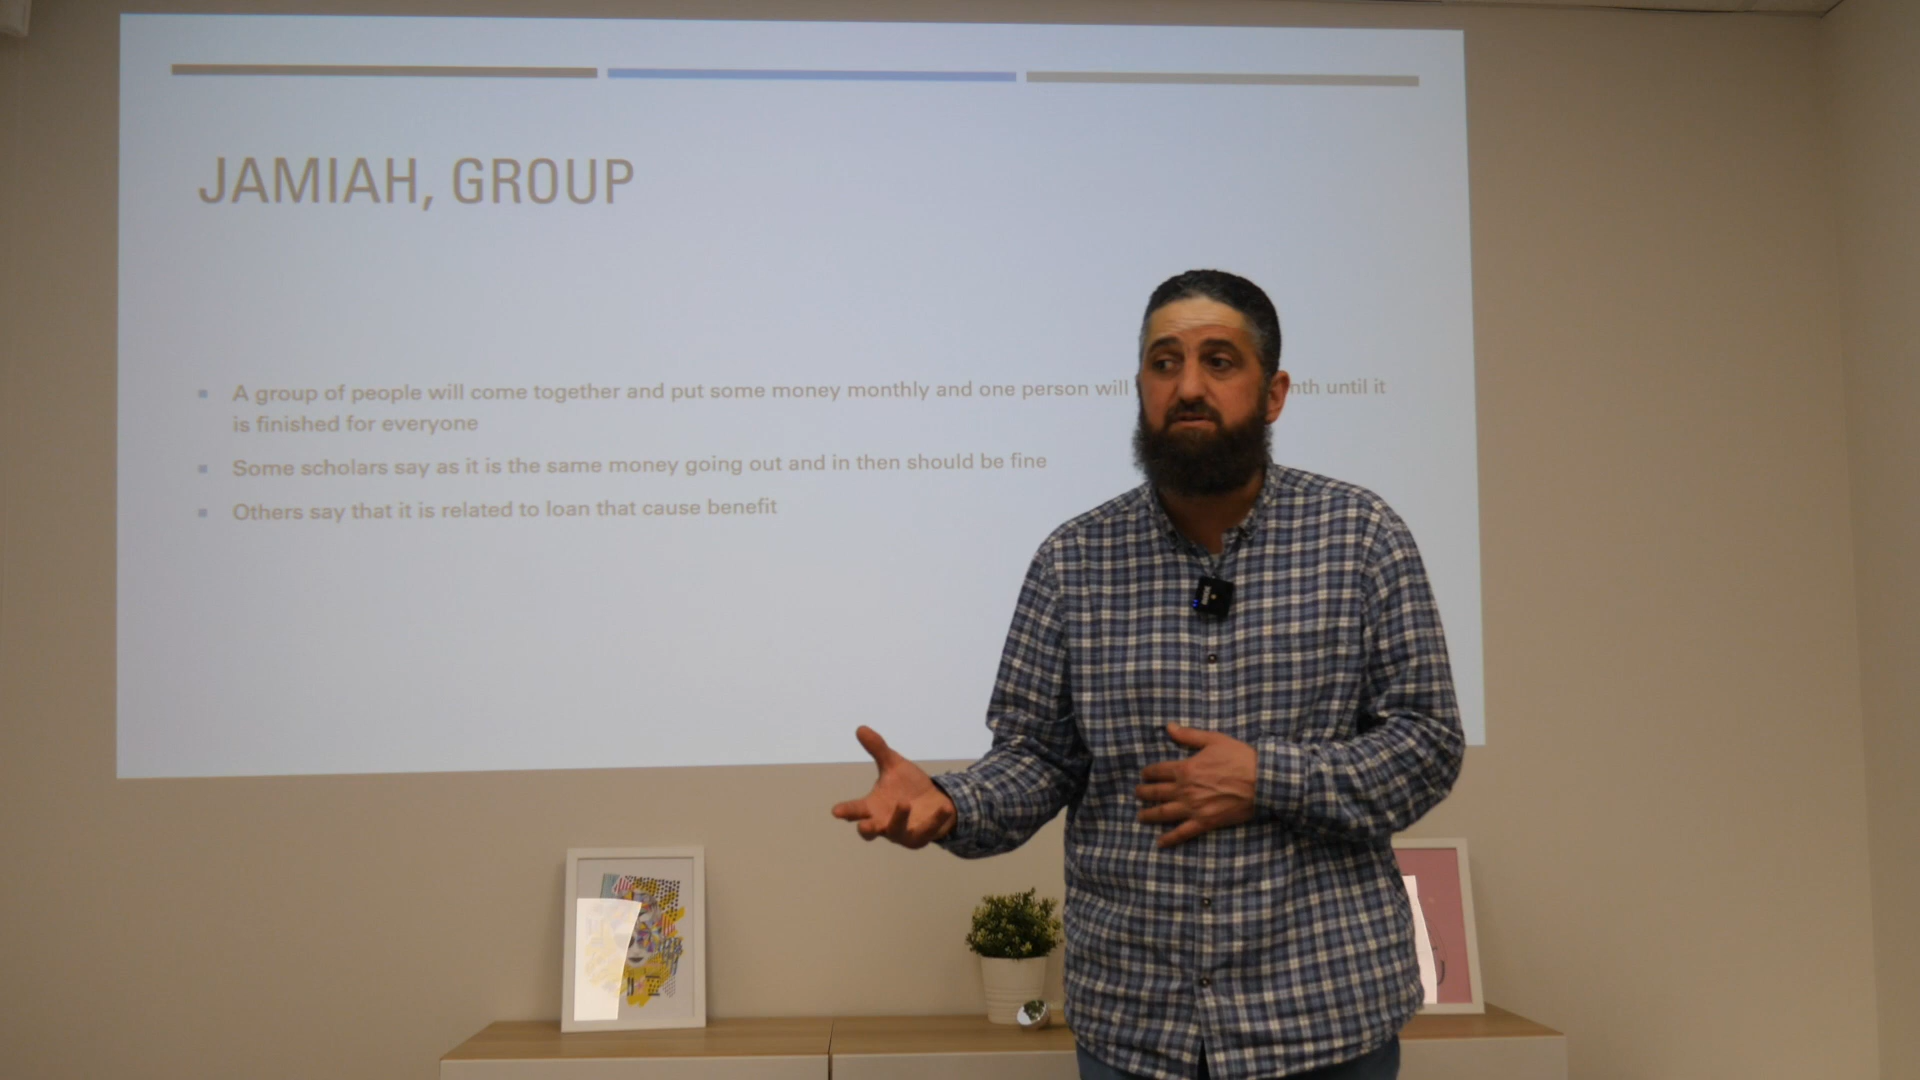 JAMIAH, GROUP
A group of people will come together and put some money monthly and one person will nth until it
is finished for everyone
Some scholars say as it is the same money going out and in then should be fine
Others say that it is related to loan that cause benefit